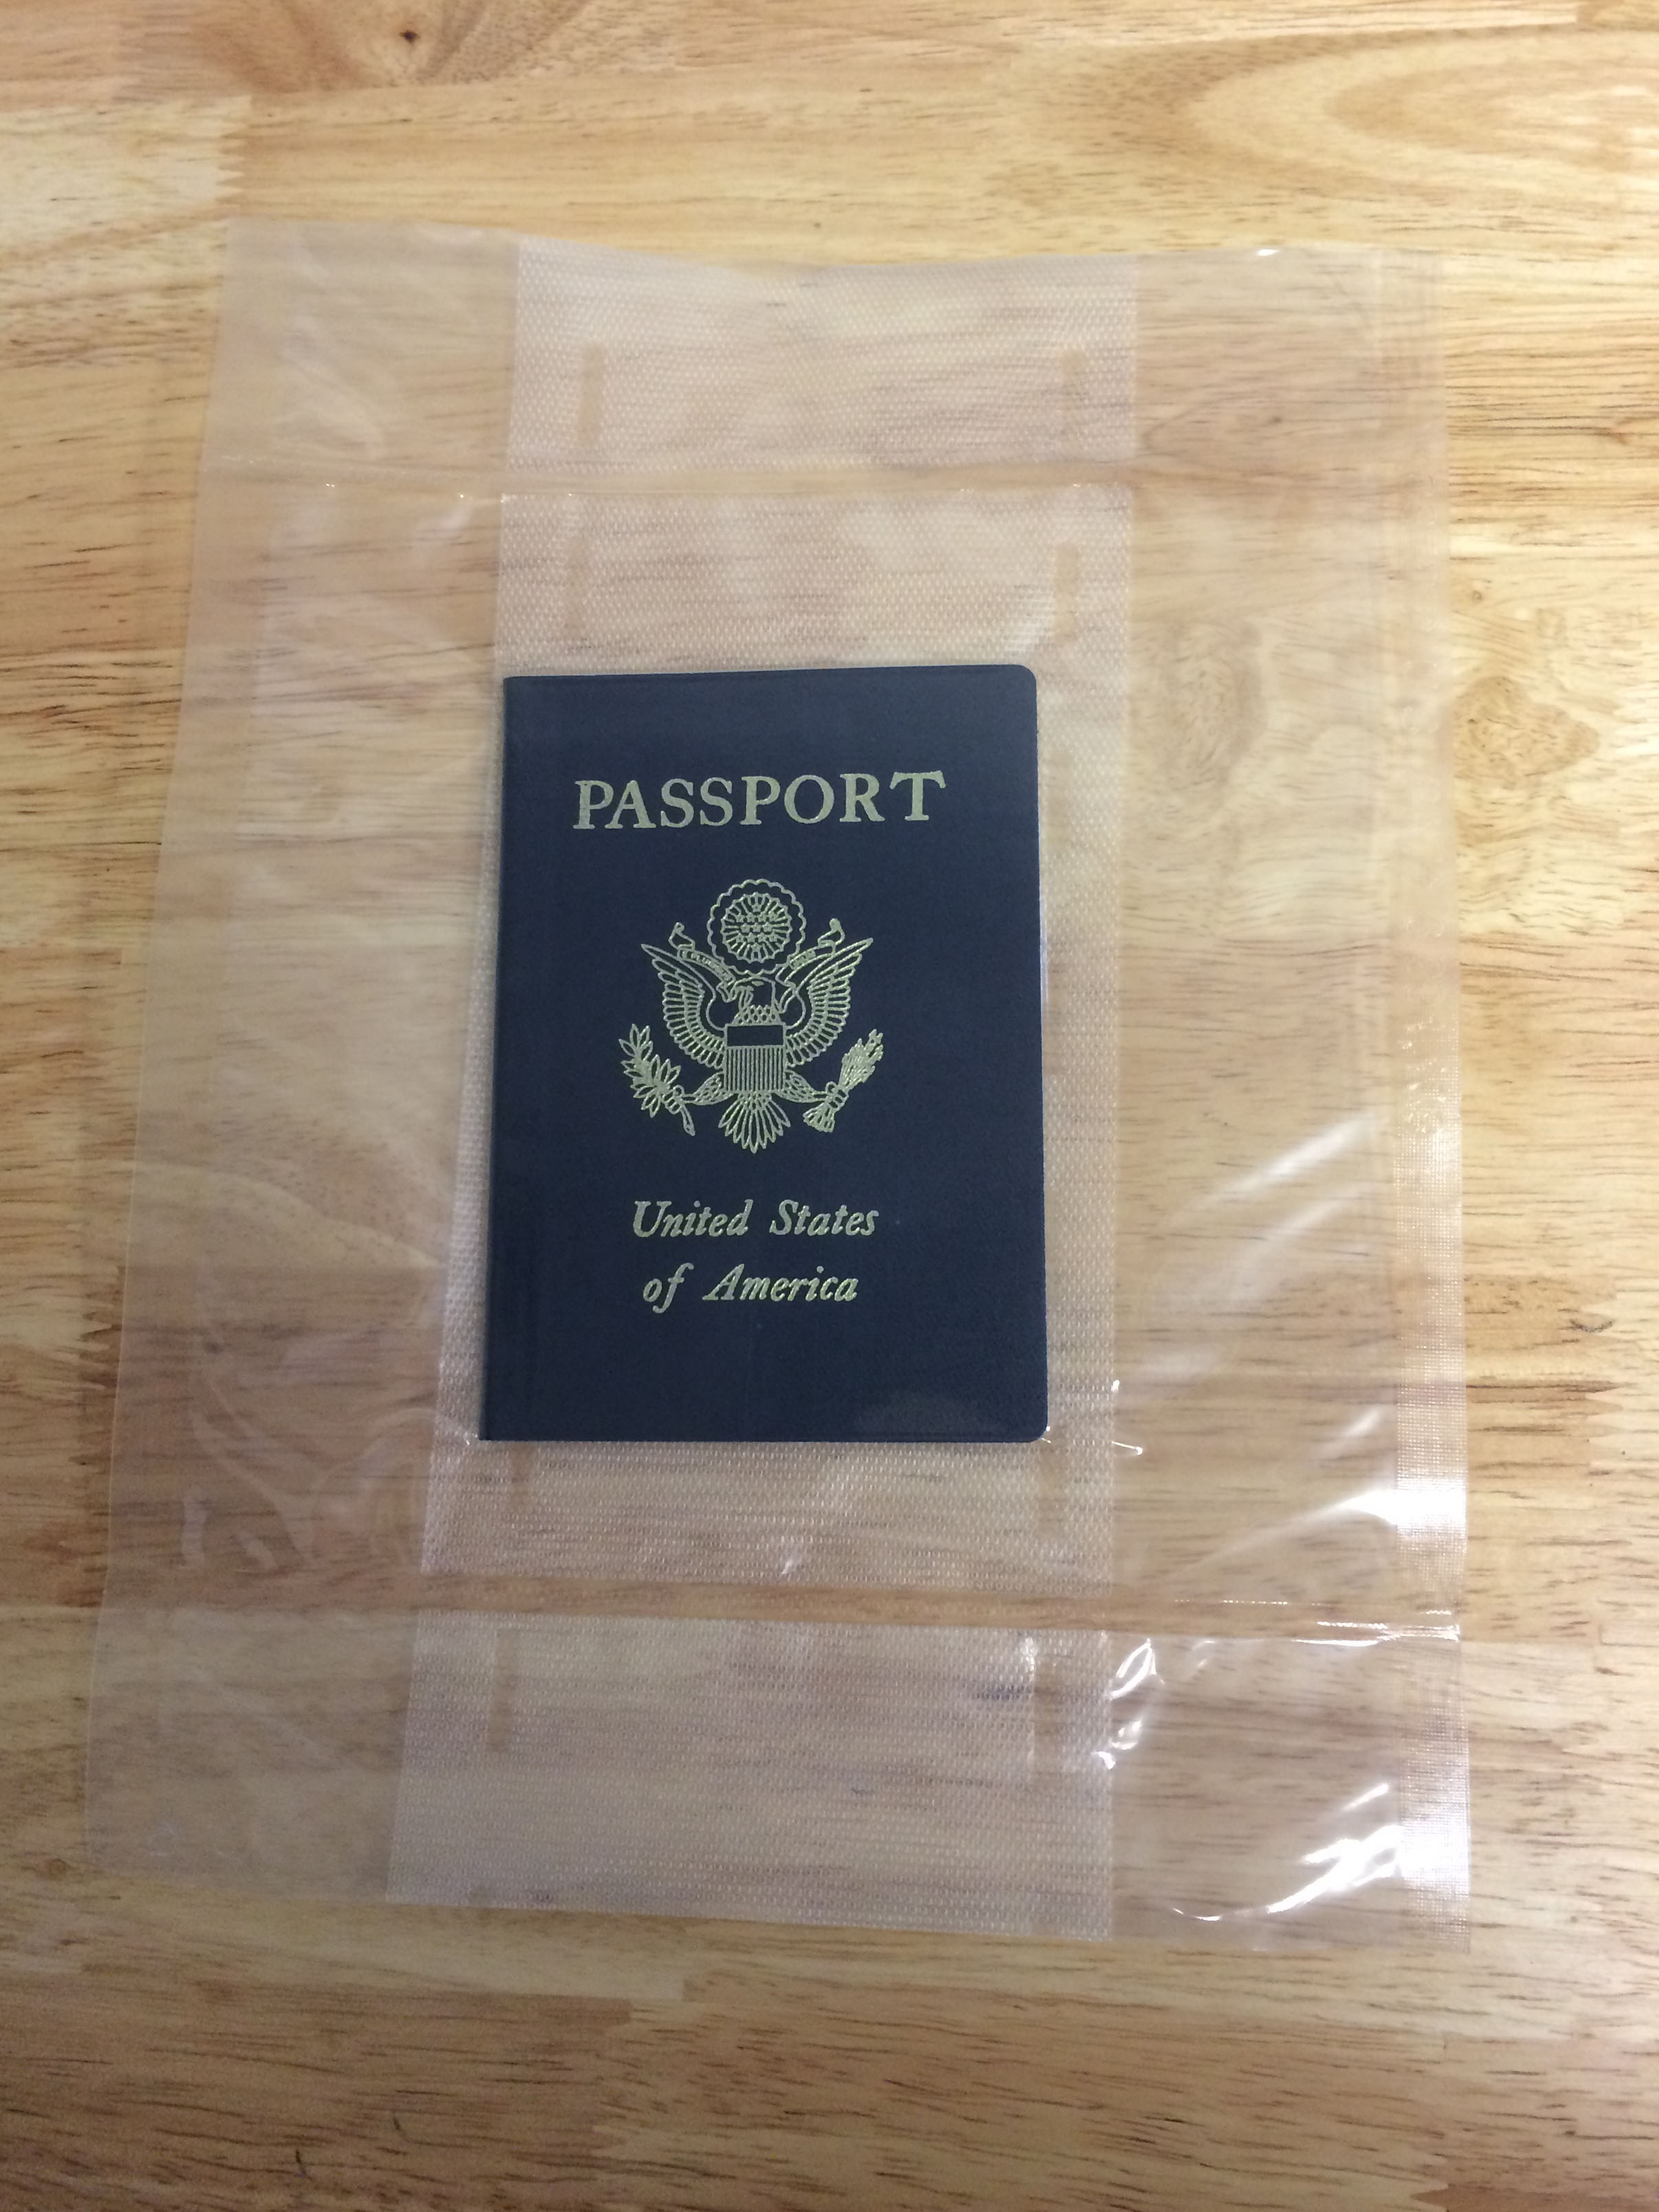 PASSPORT
United States
of America